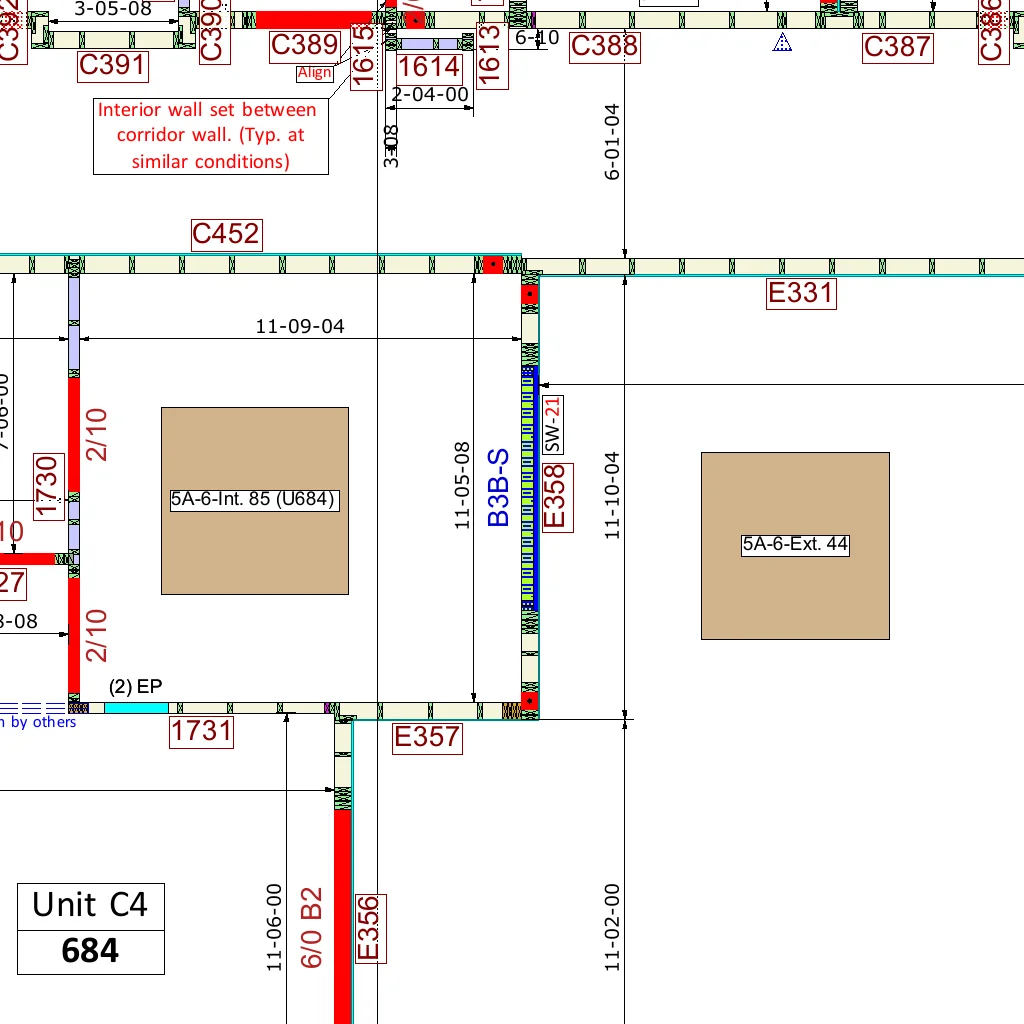 3-05-08
C390
C389
1615
1614
1613
6-10
C388
C387
C386
C391
Align
2-04-00
Interior wall set between
corridor wall. (Typ. at
similar conditions)
3-08
6-01-04
C452
E331
11-09-04
2/10
SW-21
1730
5A-6-Int. 85 (U684)
11-05-08
B3B-S
E358
11-10-04
5A-6-Ext. 44
10
27
2/10
(2) EP
n by others
1731
E357
Unit C4
684
11-06-00
6/0 B2
E356
11-02-00